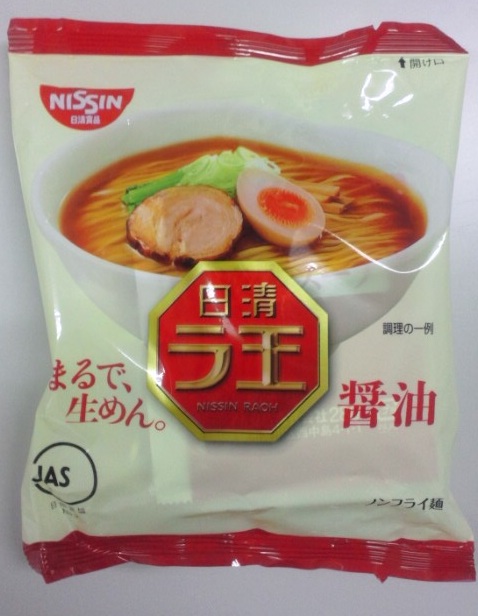 開け口
NISSIN
日清食品
日清
ラ王
NISSIN RAOH
調理の一例
まるで、
生めん。
醤油
JAS
ノンフライ麺